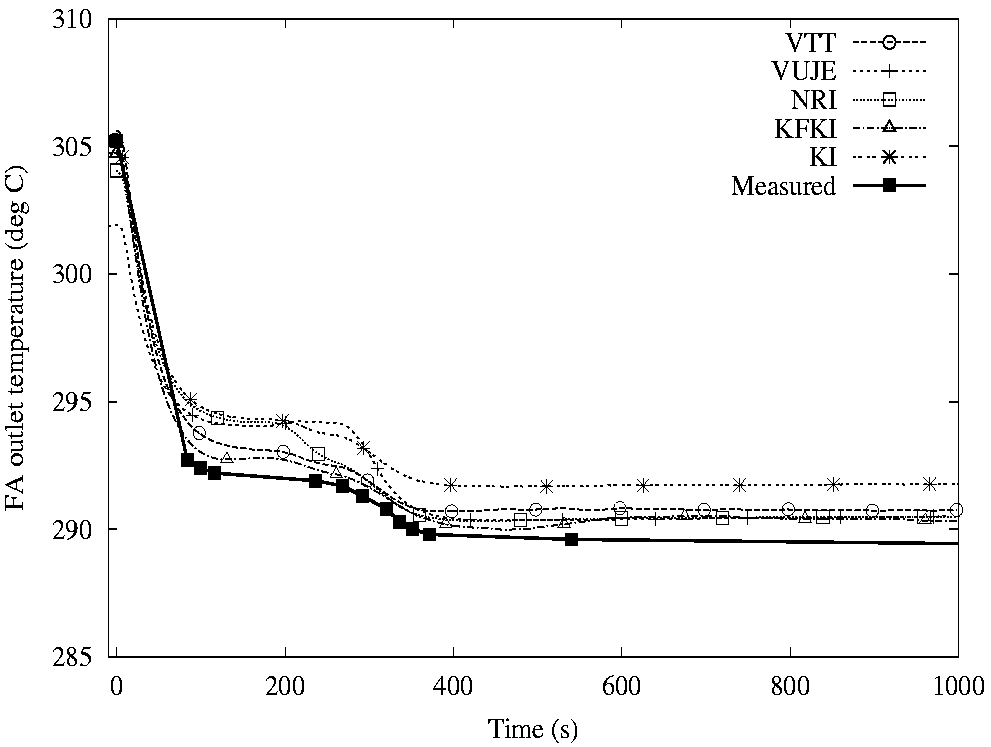 310
305
300
295
290
285
FA outlet temperature (deg C)
VTT
VUJE
NRI
KFKI
KI
Measured
0 200 400 600 800 1000
Time (s)